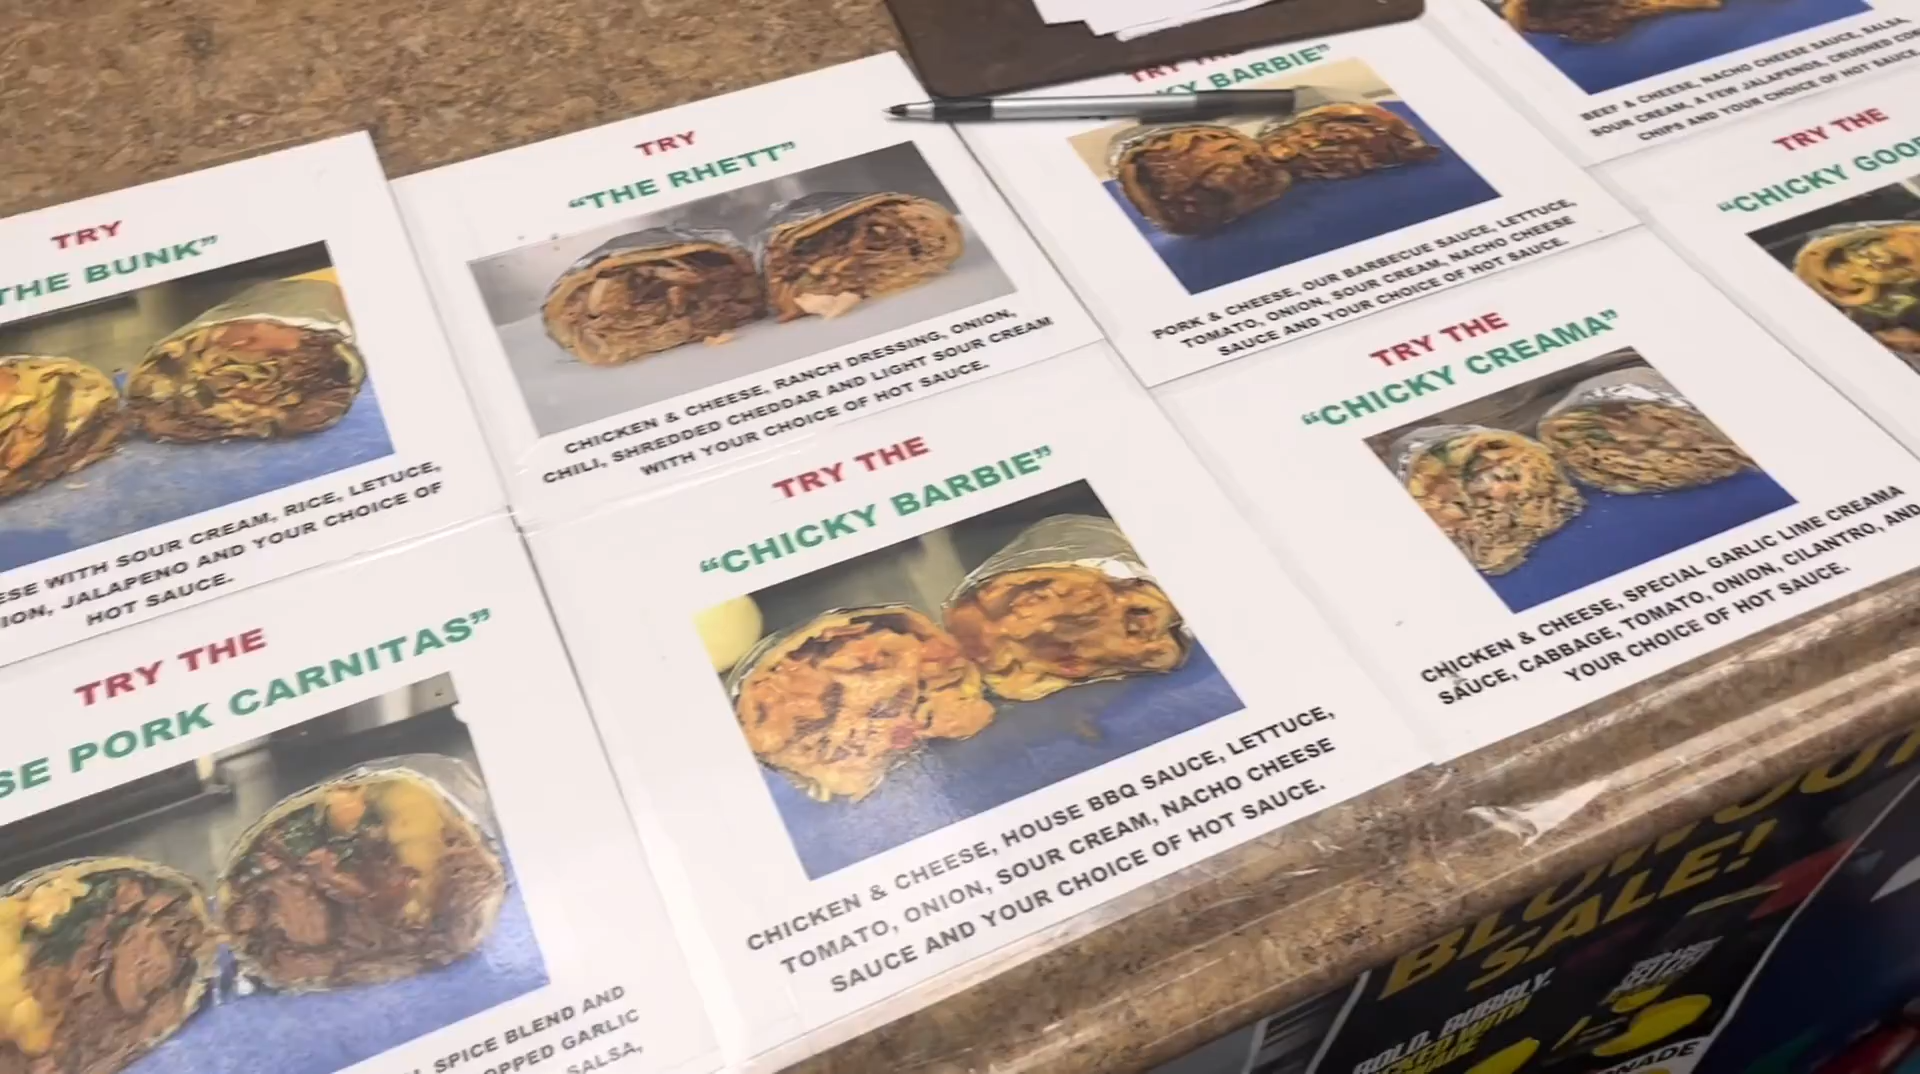 TRY
THE BUNK”
ESE WITH SOUR CREAM, RICE, LETUCE,
ION, JALAPENO AND YOUR CHOICE OF
HOT SAUCE.
TRY
“THE RHETT”
CHICKEN & CHEESE, RANCH DRESSING, ONION,
CHILI, SHREDDED CHEDDAR AND LIGHT SOUR CREAM
WITH YOUR CHOICE OF HOT SAUCE.
KY BARBIE”
PORK & CHEESE, OUR BARBECUE SAUCE, LETTUCE,
TOMATO, ONION, SOUR CREAM, NACHO CHEESE
SAUCE AND YOUR CHOICE OF HOT SAUCE.
BEEF & CHEESE, NACHO CHEESE SAUCE, SALSA,
SOUR CREAM, A FEW JALAPENOS, CRUSHED
CHIPS AND YOUR CHOICE OF HOT SAUCE.
TRY THE
SE PORK CARNITAS”
SPICE BLEND AND
OPPED GARLIC
SALSA,
TRY THE
“CHICKY BARBIE”
CHICKEN & CHEESE, HOUSE BBQ SAUCE, LETTUCE,
TOMATO, ONION, SOUR CREAM, NACHO CHEESE
SAUCE AND YOUR CHOICE OF HOT SAUCE.
TRY THE
“CHICKY CREAMA”
CHICKEN & CHEESE, SPECIAL GARLIC LIME CREAMA
SAUCE, CABBAGE, TOMATO, ONION, CILANTRO, AND
YOUR CHOICE OF HOT SAUCE.
TRY THE
“CHICKY GOO
SALE!
BOLD. BUBBLY.